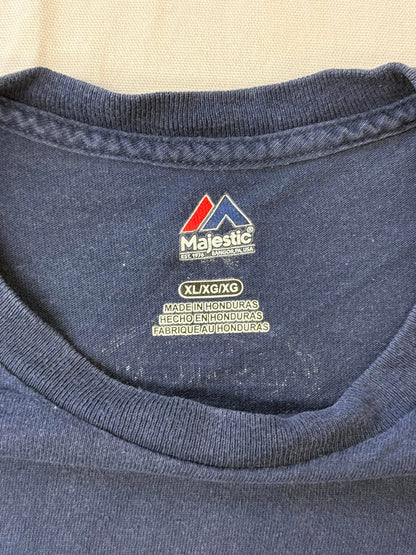 Majestic®
EST. 1976 BANGOR, PA, USA
XL/XG/XG
MADE IN HONDURAS
HECHO EN HONDURAS
FABRIQUE AU HONDURAS